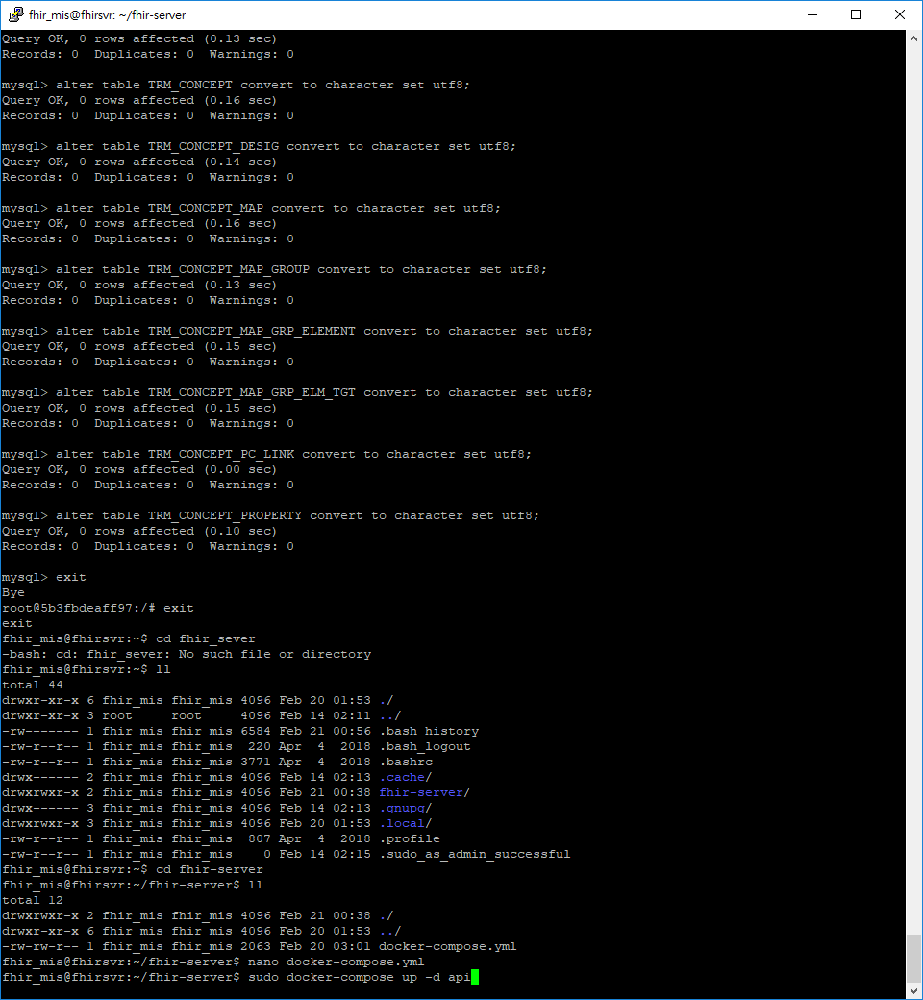 fhir_mis@fhirsvr: ~/fhir-server
Query OK, 0 rows affected (0.13 sec)
Records: 0  Duplicates: 0  Warnings: 0
mysql> alter table TRM_CONCEPT convert to character set utf8;
Query OK, 0 rows affected (0.16 sec)
Records: 0  Duplicates: 0  Warnings: 0
mysql> alter table TRM_CONCEPT_DESIG convert to character set utf8;
Query OK, 0 rows affected (0.14 sec)
Records: 0  Duplicates: 0  Warnings: 0
mysql> alter table TRM_CONCEPT_MAP convert to character set utf8;
Query OK, 0 rows affected (0.16 sec)
Records: 0  Duplicates: 0  Warnings: 0
mysql> alter table TRM_CONCEPT_MAP_GROUP convert to character set utf8;
Query OK, 0 rows affected (0.13 sec)
Records: 0  Duplicates: 0  Warnings: 0
mysql> alter table TRM_CONCEPT_MAP_GRP_ELEMENT convert to character set utf8;
Query OK, 0 rows affected (0.15 sec)
Records: 0  Duplicates: 0  Warnings: 0
mysql> alter table TRM_CONCEPT_MAP_GRP_ELM_TGT convert to character set utf8;
Query OK, 0 rows affected (0.15 sec)
Records: 0  Duplicates: 0  Warnings: 0
mysql> alter table TRM_CONCEPT_PC_LINK convert to character set utf8;
Query OK, 0 rows affected (0.00 sec)
Records: 0  Duplicates: 0  Warnings: 0
mysql> alter table TRM_CONCEPT_PROPERTY convert to character set utf8;
Query OK, 0 rows affected (0.10 sec)
Records: 0  Duplicates: 0  Warnings: 0
mysql> exit
Bye
root@5b3fbdeaff97:/# exit
exit
fhir_mis@fhirsvr:~$ cd fhir_sever
-bash: cd: fhir_sever: No such file or directory
fhir_mis@fhirsvr:~$ ll
total 44
drwxr-xr-x 6 fhir_mis fhir_mis 4096 Feb 20 01:53 ./
drwxr-xr-x 3 root     root     4096 Feb 14 02:11 ../
-rw------- 1 fhir_mis fhir_mis 6584 Feb 21 00:56 .bash_history
-rw-r--r-- 1 fhir_mis fhir_mis  220 Apr  4  2018 .bash_logout
-rw-r--r-- 1 fhir_mis fhir_mis 3771 Apr  4  2018 .bashrc
drwx------ 2 fhir_mis fhir_mis 4096 Feb 14 02:13 .cache/
drwxrwxr-x 2 fhir_mis fhir_mis 4096 Feb 21 00:38 fhir-server/
drwx------ 3 fhir_mis fhir_mis 4096 Feb 14 02:13 .gnupg/
drwxrwxr-x 3 fhir_mis fhir_mis 4096 Feb 20 01:53 .local/
-rw-r--r-- 1 fhir_mis fhir_mis  807 Apr  4  2018 .profile
-rw-r--r-- 1 fhir_mis fhir_mis    0 Feb 14 02:15 .sudo_as_admin_successful
fhir_mis@fhirsvr:~$ cd fhir-server
fhir_mis@fhirsvr:~/fhir-server$ ll
total 12
drwxrwxr-x 2 fhir_mis fhir_mis 4096 Feb 21 00:38 ./
drwxr-xr-x 6 fhir_mis fhir_mis 4096 Feb 20 01:53 ../
-rw-rw-r-- 1 fhir_mis fhir_mis 2063 Feb 20 03:01 docker-compose.yml
fhir_mis@fhirsvr:~/fhir-server$ nano docker-compose.yml
fhir_mis@fhirsvr:~/fhir-server$ sudo docker-compose up -d api